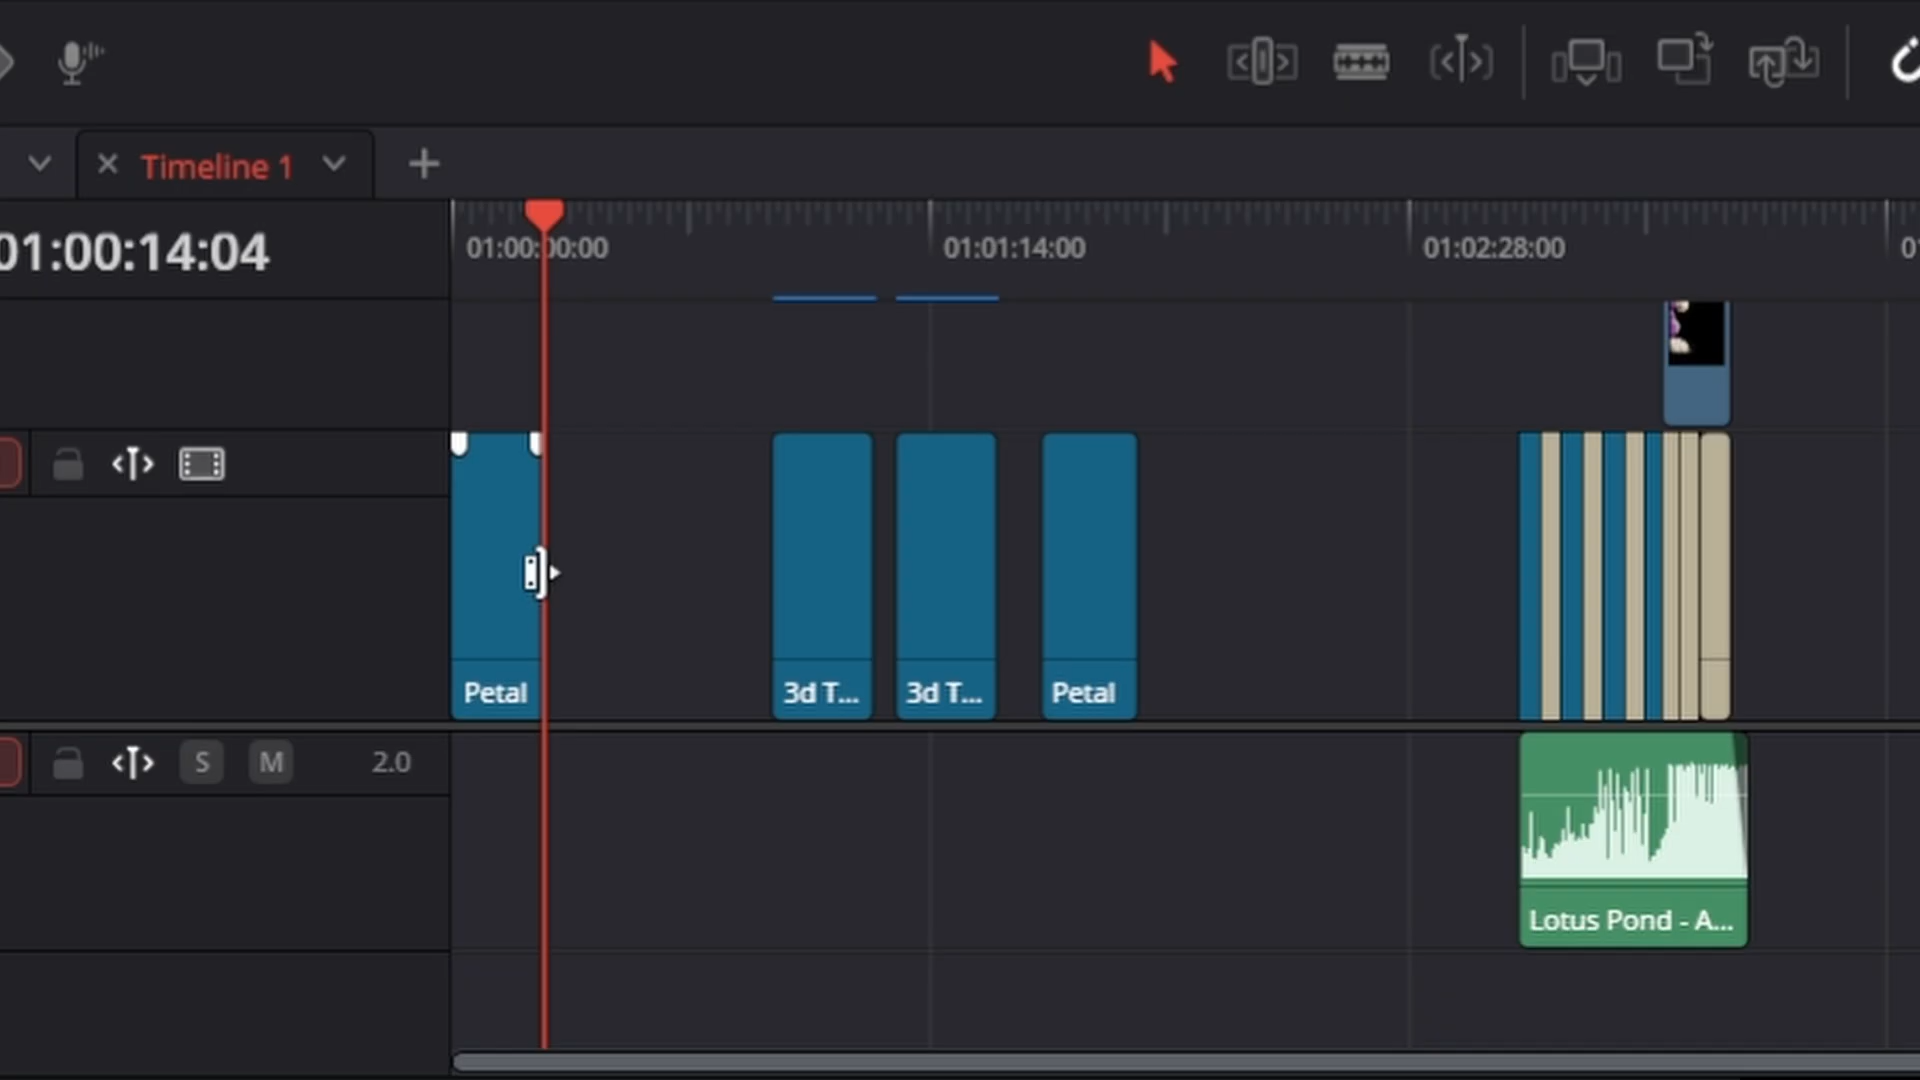 Timeline 1
01:00:14:04
01:00:00:00
01:01:14:00
01:02:28:00
Petal
3d T...
3d T...
Petal
S
M
2.0
Lotus Pond - A...